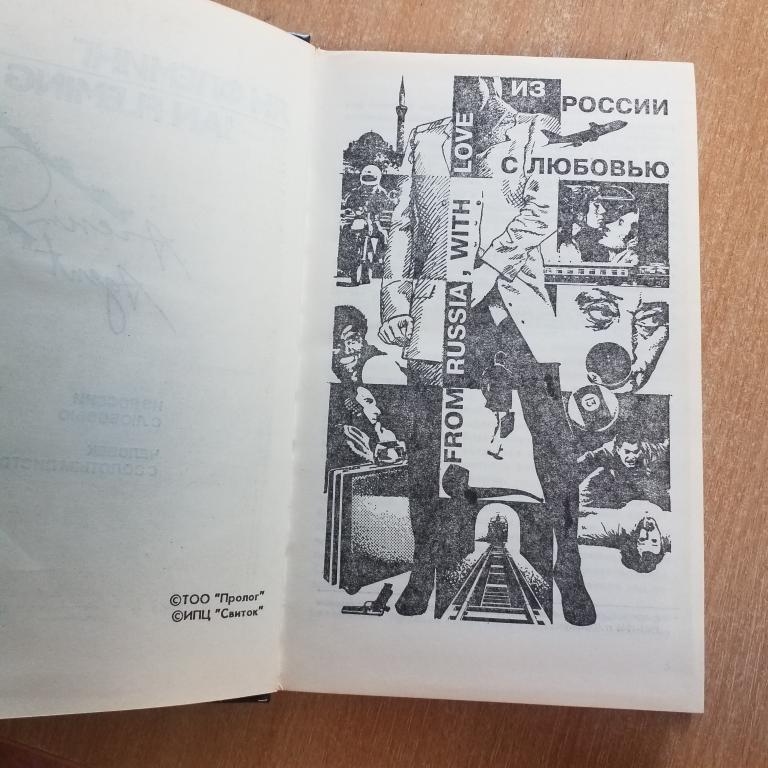 ИЗ
РОССИИ
С ЛЮБОВЬЮ
FROM RUSSIA, WITH LOVE
©ТОО "Пролог"
©ИПЦ "Свиток"